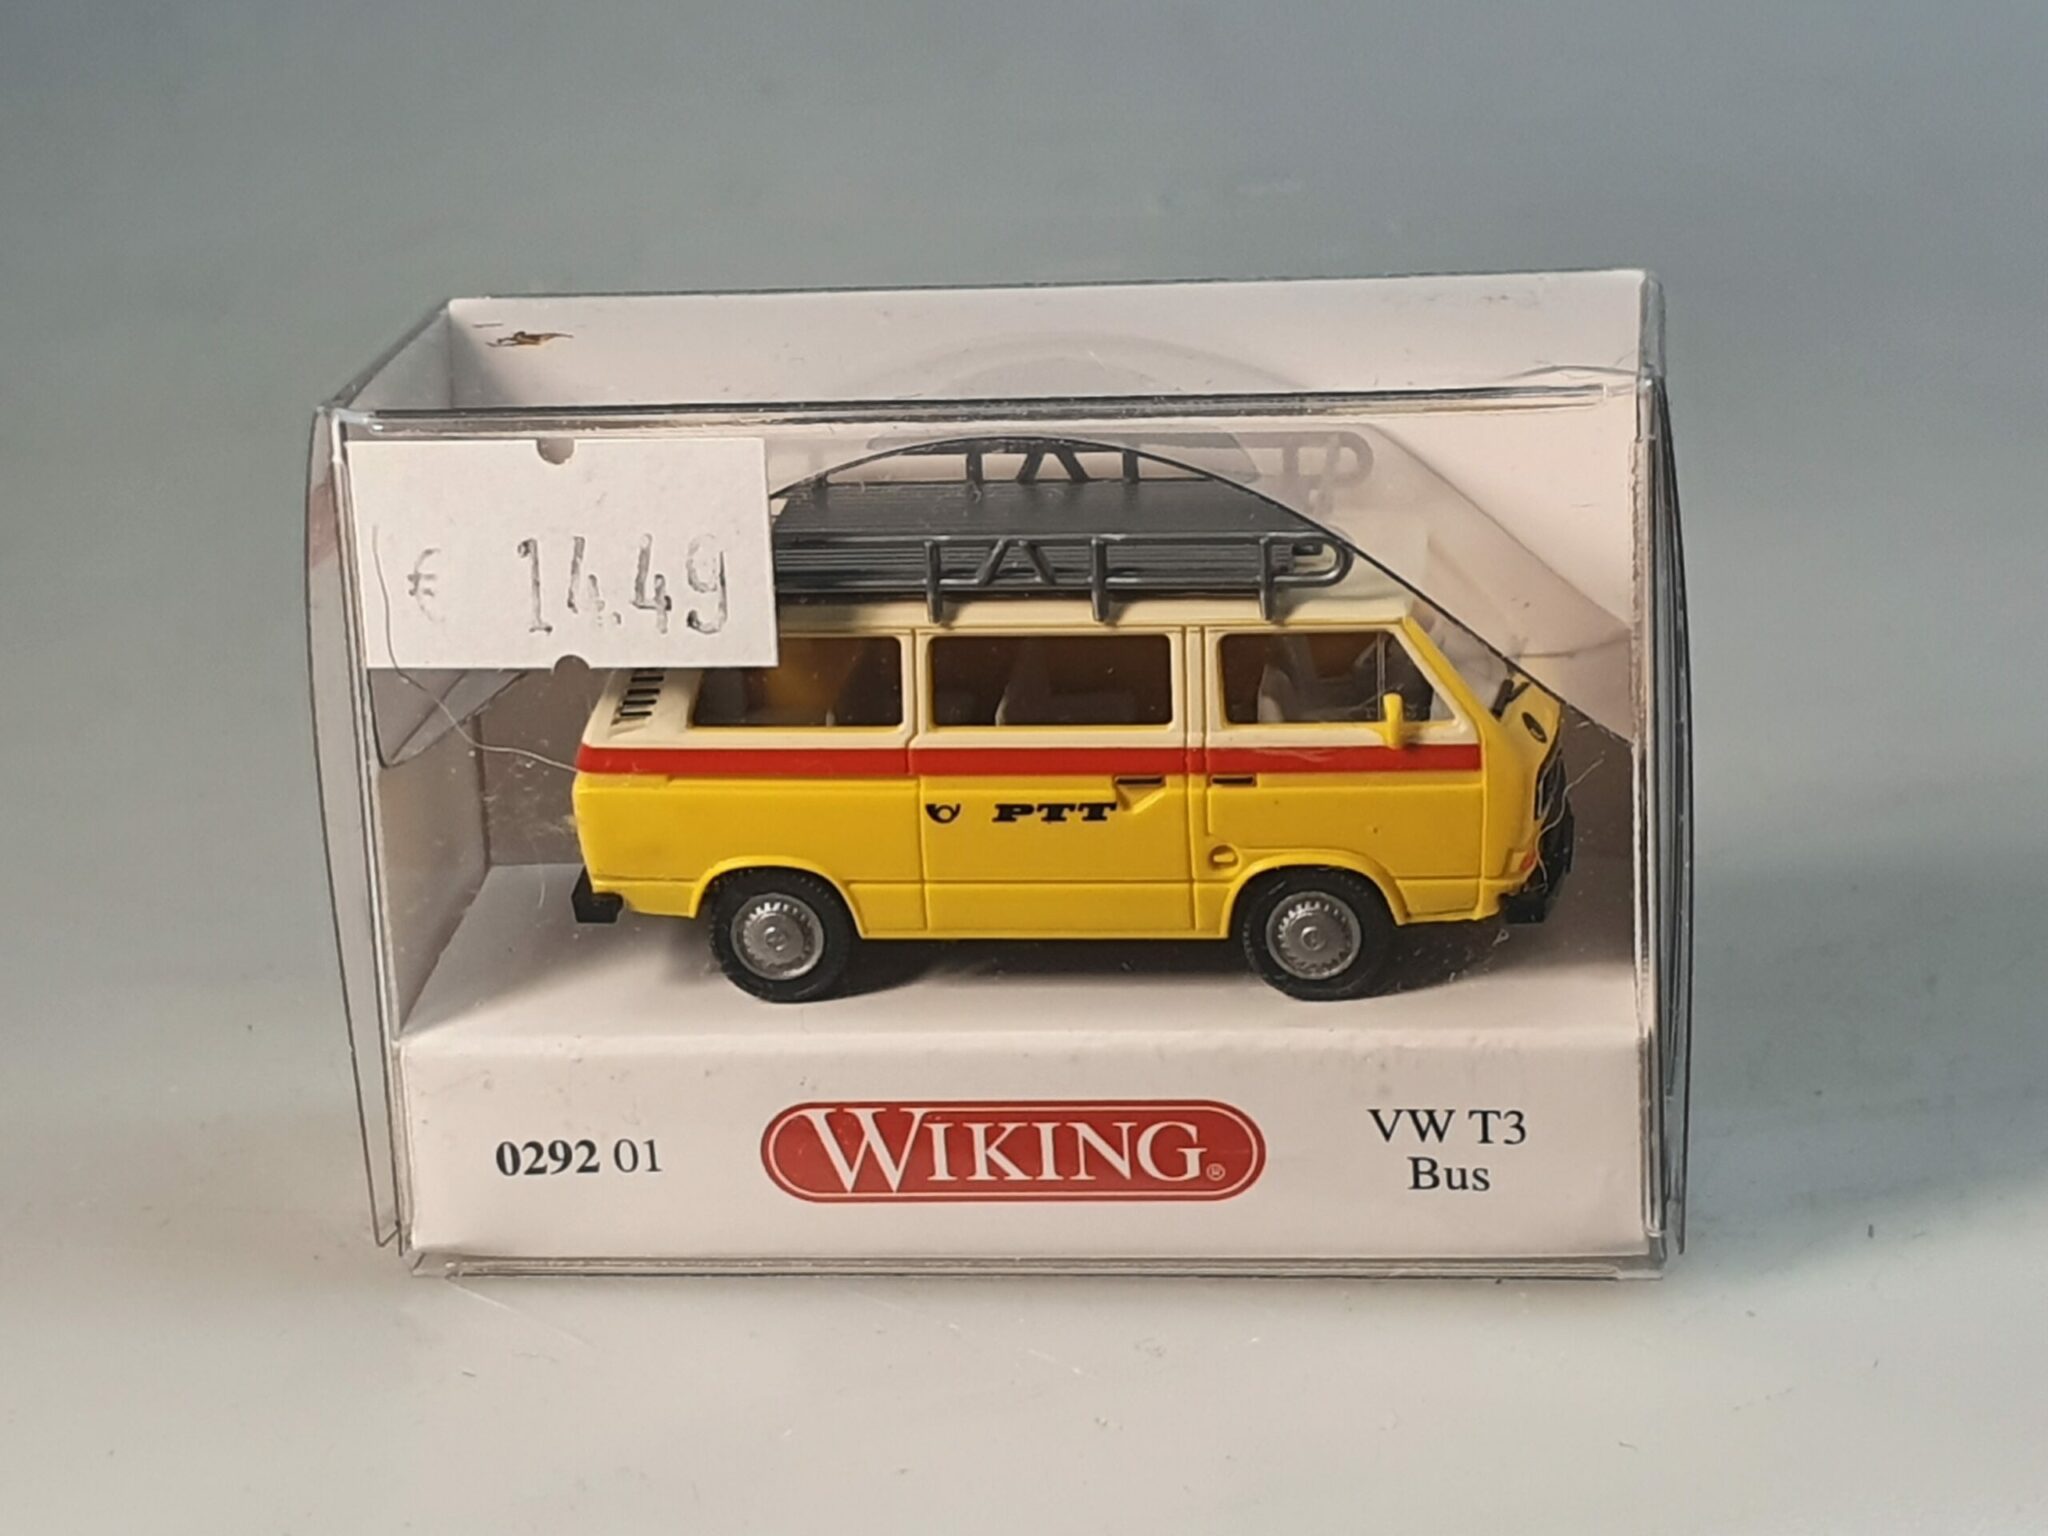 € 14.49
PTT
0292 01
WIKING®
VW T3
Bus